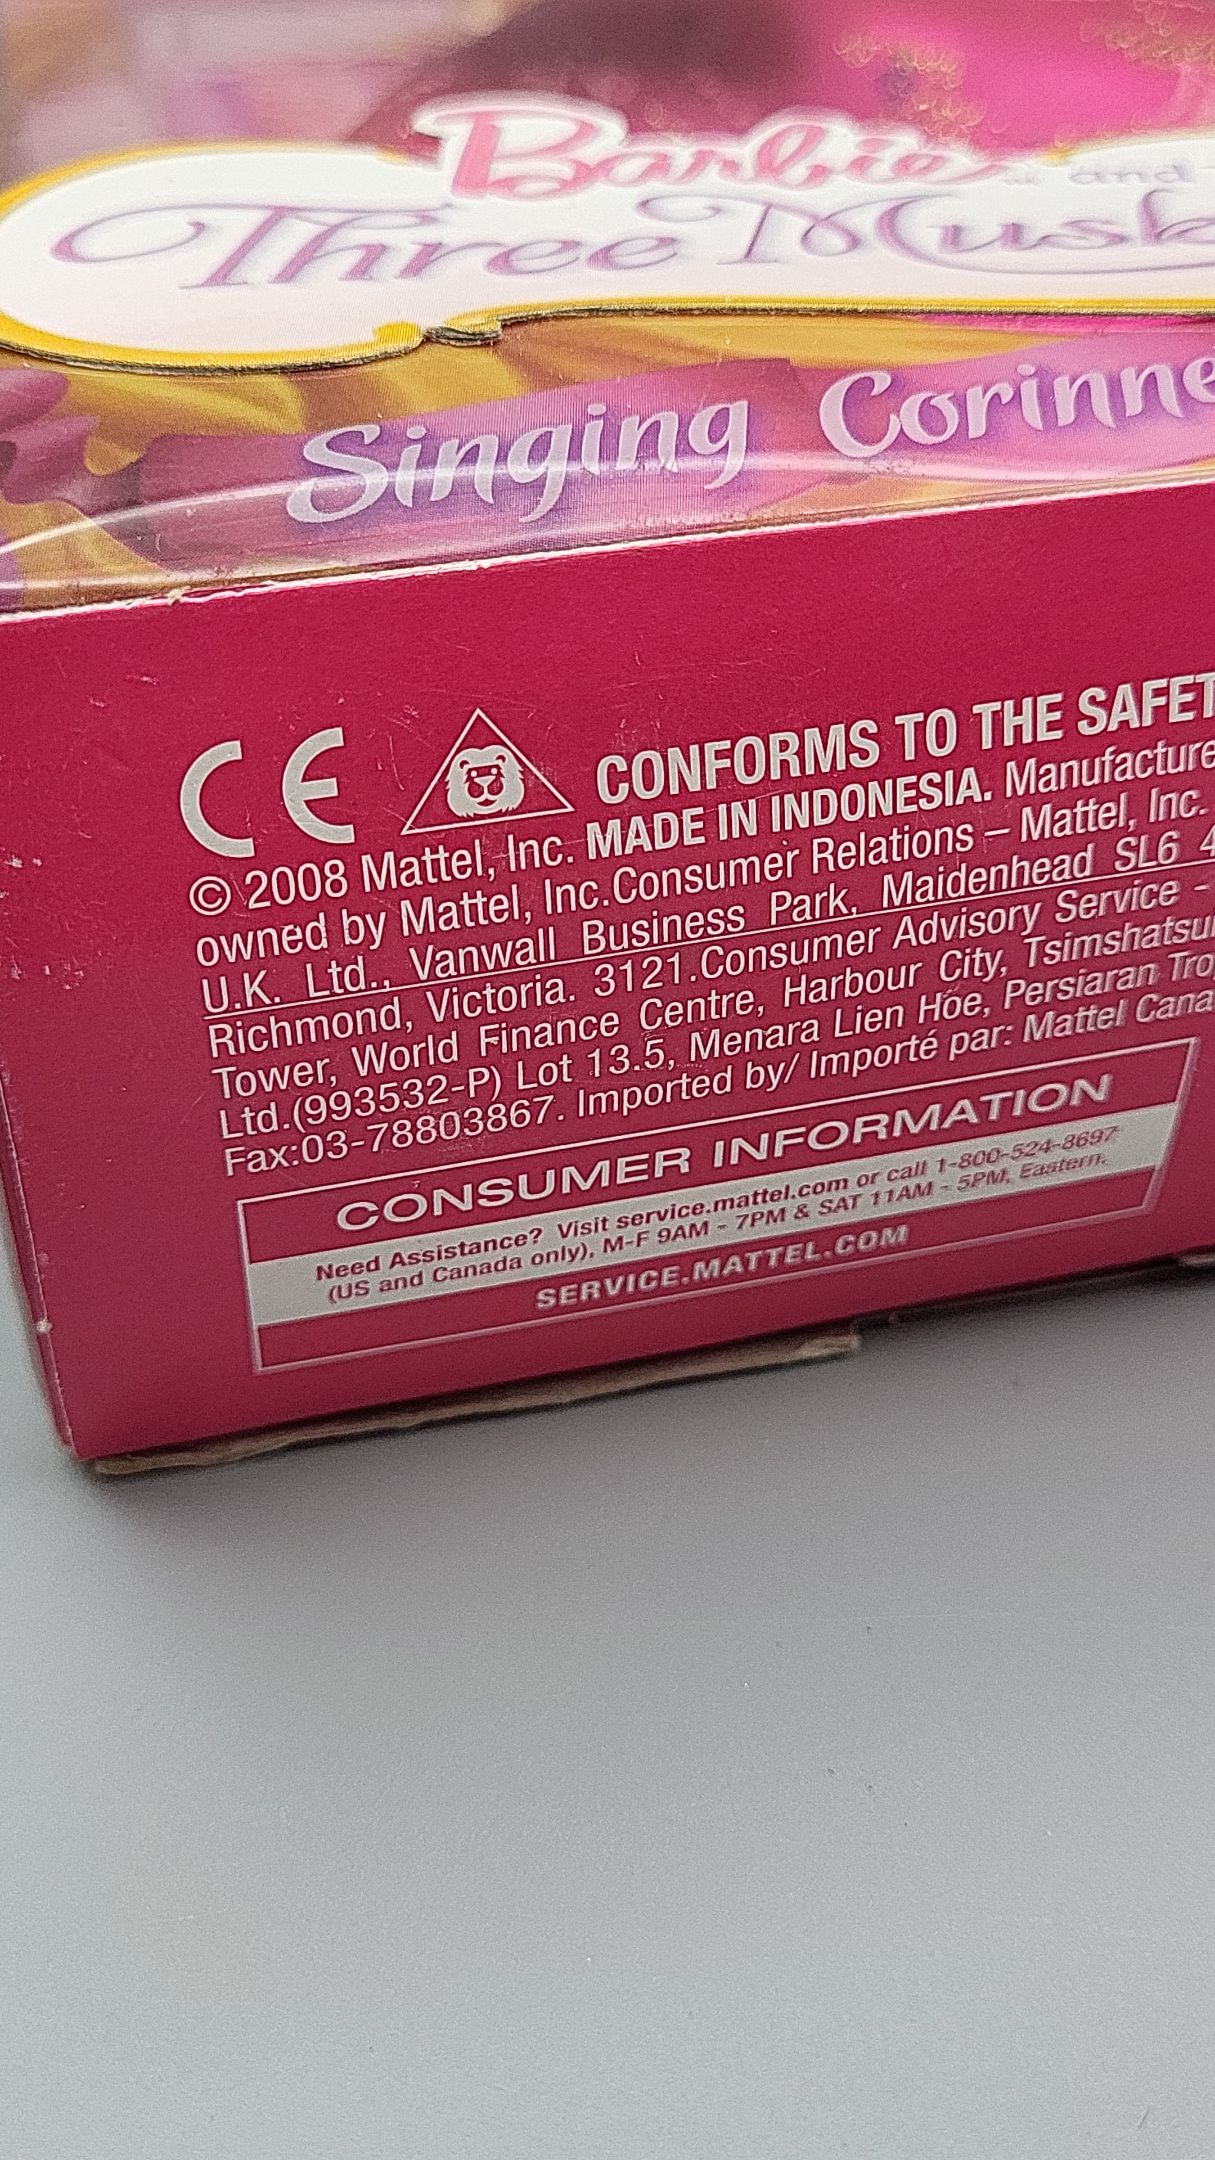 Barbie and
Three Musk
Singing Corinne
CE CONFORMS TO THE SAFET
© 2008 Mattel, Inc. MADE IN INDONESIA. Manufacture
owned by Mattel, Inc.Consumer Relations – Mattel, Inc.
U.K. Ltd., Vanwall Business Park, Maidenhead SL6 4
Richmond, Victoria. 3121.Consumer Advisory Service -
Tower, World Finance Centre, Harbour City, Tsimshatsu
Ltd.(993532-P) Lot 13.5, Menara Lien Hoe, Persiaran Tro
Fax:03-78803867. Imported by/ Importé par: Mattel Cana
CONSUMER INFORMATION
Need Assistance? Visit service.mattel.com or call 1-800-524-8697
(US and Canada only), M-F 9AM - 7PM & SAT 11AM - 5PM, Eastern.
SERVICE.MATTEL.COM